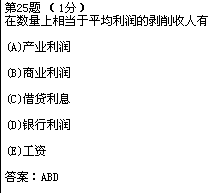 第25题 （1分）
在数量上相当于平均利润的剥削收人有
(A)产业利润
(B)商业利润
(C)借贷利息
(D)银行利润
(E)工资
答案：ABD